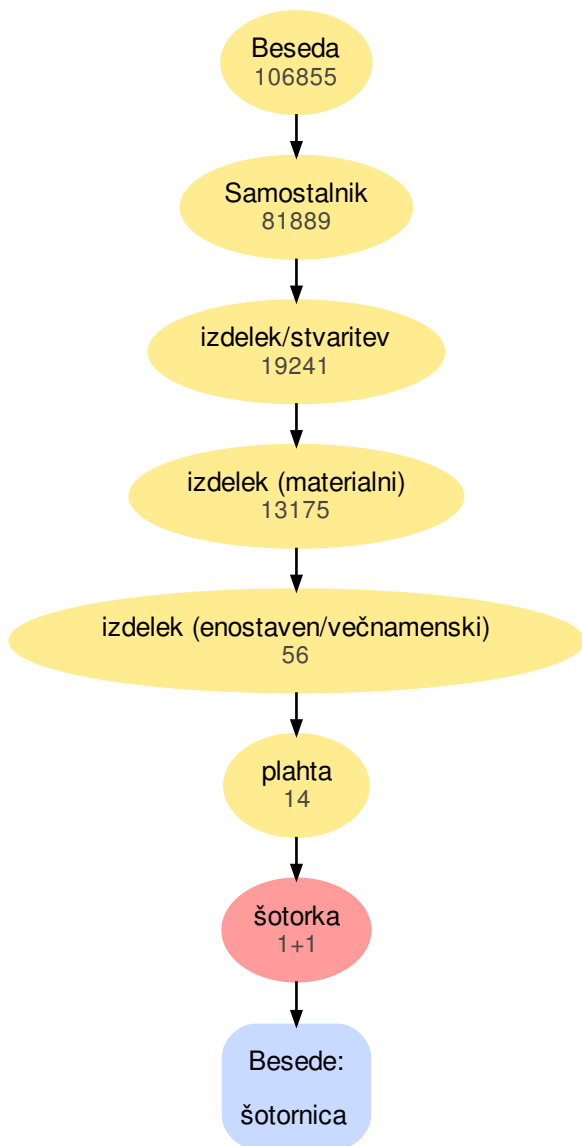 Beseda
106855
Samostalnik
81889
izdelek/stvaritev
19241
izdelek (materialni)
13175
izdelek (enostaven/večnamenski)
56
plahta
14
šotorka
1+1
Besede:
šotornica